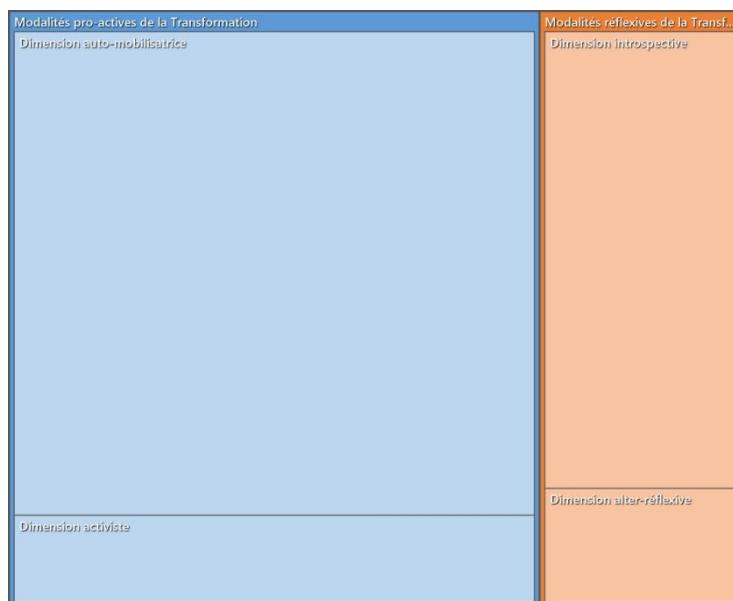 Modalités pro-actives de la Transformation
Dimension auto-mobilisatrice
Dimension activiste
Modalités réflexives de la Transf...
Dimension introspective
Dimension alter-réflexive